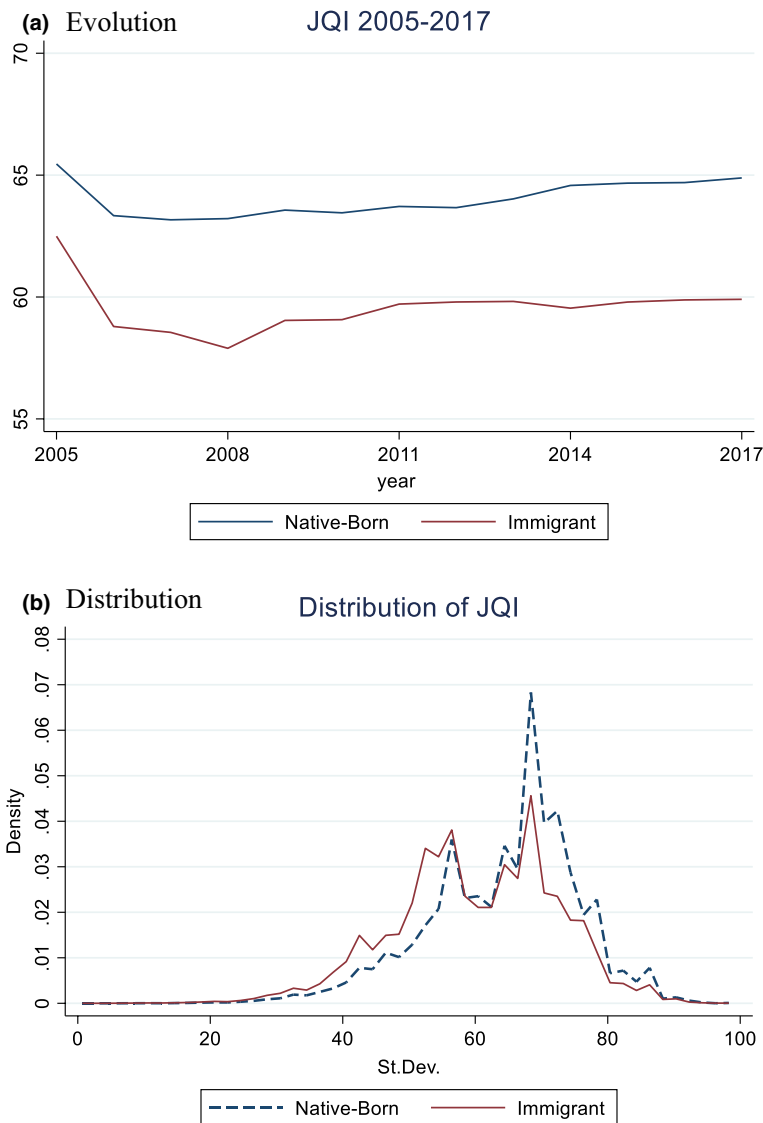 (a) Evolution
JQI 2005-2017
70
65
60
55
2005 2008 2011 2014 2017
year
Native-Born Immigrant
(b) Distribution
Distribution of JQI
.08
.07
.06
.05
.04
.03
.02
.01
0
Density
0 20 40 60 80 100
St.Dev.
Native-Born Immigrant